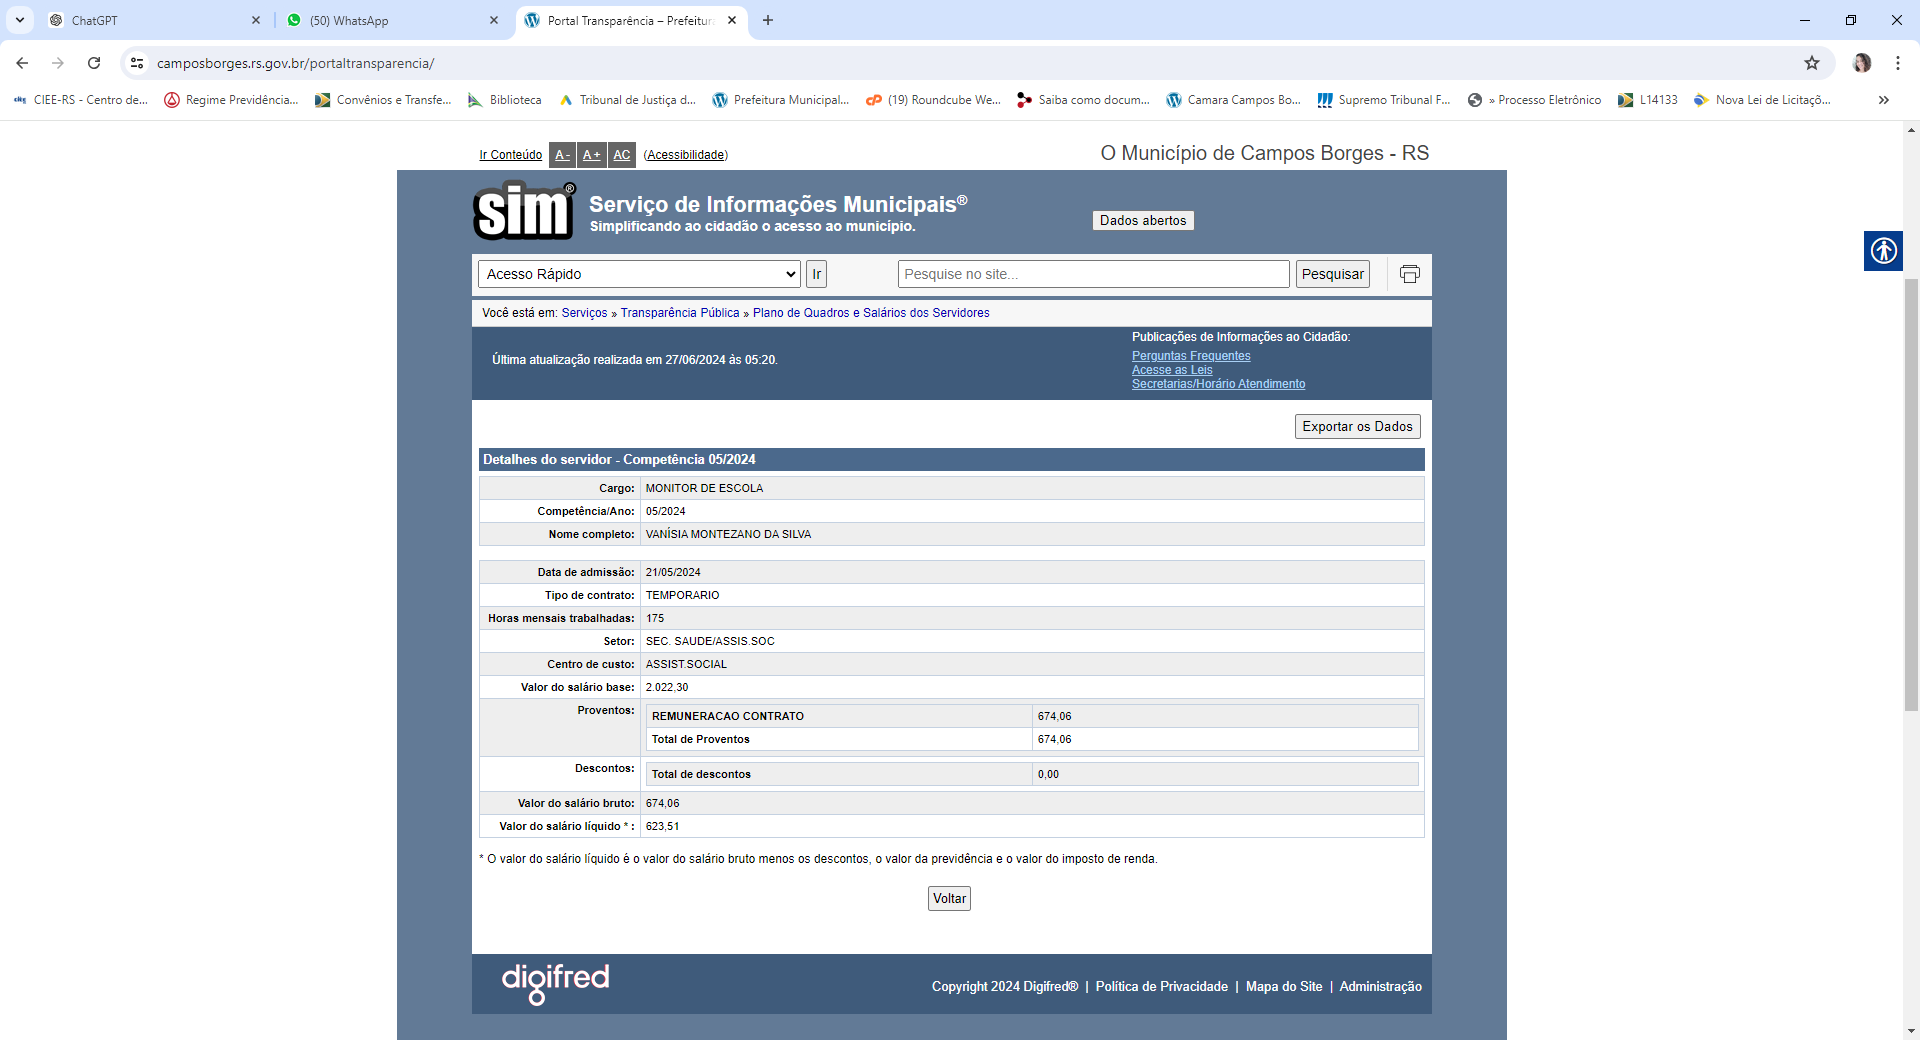 ChatGPT
(50) WhatsApp
Portal Transparência – Prefeitura
camposborges.rs.gov.br/portaltransparencia/
CIEE-RS - Centro de...
Regime Previdência...
Convênios e Transfe...
Biblioteca
Tribunal de Justiça d...
Prefeitura Municipal...
(19) Roundcube We...
Saiba como docum...
Camara Campos Bo...
Supremo Tribunal F...
» Processo Eletrônico
L14133
Nova Lei de Licitaçõ...
»
Ir Conteúdo A- A+ AC (Acessibilidade)
O Município de Campos Borges - RS
sim®
Serviço de Informações Municipais®
Simplificando ao cidadão o acesso ao município.
Dados abertos
Acesso Rápido
Ir
Pesquise no site...
Pesquisar
Você está em: Serviços » Transparência Pública » Plano de Quadros e Salários dos Servidores
Última atualização realizada em 27/06/2024 às 05:20.
Publicações de Informações ao Cidadão:
Perguntas Frequentes
Acesse as Leis
Secretarias/Horário Atendimento
Exportar os Dados
Detalhes do servidor - Competência 05/2024
Cargo: MONITOR DE ESCOLA
Competência/Ano: 05/2024
Nome completo: VANÍSIA MONTEZANO DA SILVA
Data de admissão: 21/05/2024
Tipo de contrato: TEMPORARIO
Horas mensais trabalhadas: 175
Setor: SEC. SAUDE/ASSIS.SOC
Centro de custo: ASSIST.SOCIAL
Valor do salário base: 2.022,30
Proventos:
REMUNERACAO CONTRATO 674,06
Total de Proventos 674,06
Descontos:
Total de descontos 0,00
Valor do salário bruto: 674,06
Valor do salário líquido * : 623,51
* O valor do salário líquido é o valor do salário bruto menos os descontos, o valor da previdência e o valor do imposto de renda.
Voltar
digifred
Copyright 2024 Digifred® | Política de Privacidade | Mapa do Site | Administração